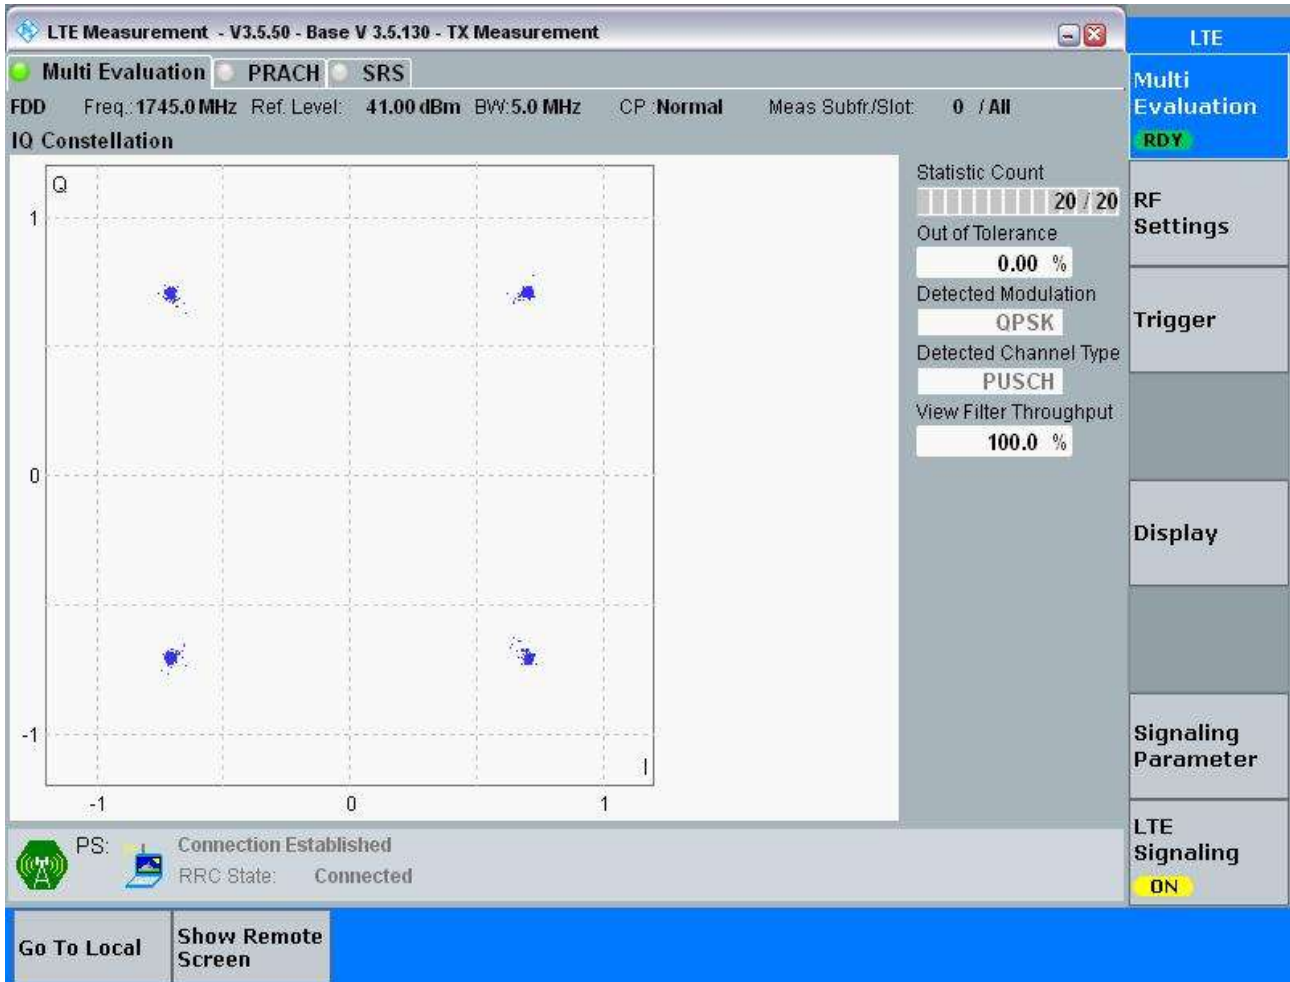 LTE Measurement - V3.5.50 - Base V 3.5.130 - TX Measurement
LTE
Multi Evaluation PRACH SRS
Multi
Evaluation
RDY
FDD Freq.:1745.0 MHz Ref. Level: 41.00 dBm BW:5.0 MHz CP :Normal Meas Subfr./Slot: 0 / All
IQ Constellation
Q
1
0
-1
I
-1 0 1
Statistic Count
20 / 20
Out of Tolerance
0.00 %
Detected Modulation
QPSK
Detected Channel Type
PUSCH
View Filter Throughput
100.0 %
RF
Settings
Trigger
Display
Signaling
Parameter
LTE
Signaling
ON
PS: Connection Established
RRC State: Connected
Go To Local
Show Remote
Screen